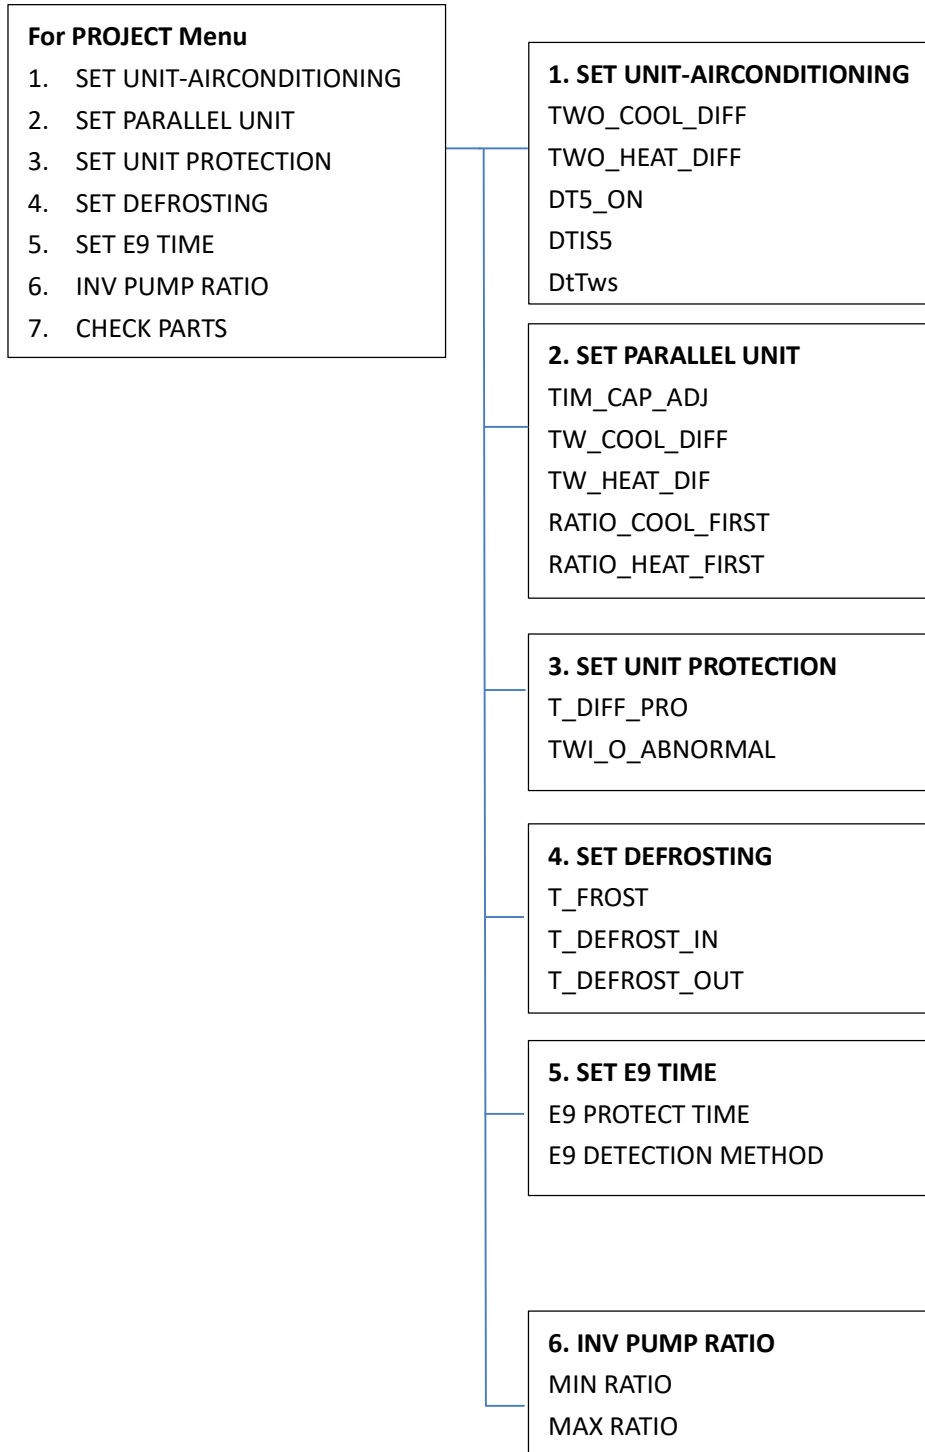 For PROJECT Menu
1. SET UNIT-AIRCONDITIONING
2. SET PARALLEL UNIT
3. SET UNIT PROTECTION
4. SET DEFROSTING
5. SET E9 TIME
6. INV PUMP RATIO
7. CHECK PARTS
1. SET UNIT-AIRCONDITIONING
TWO_COOL_DIFF
TWO_HEAT_DIFF
DT5_ON
DTIS5
DtTws
2. SET PARALLEL UNIT
TIM_CAP_ADJ
TW_COOL_DIFF
TW_HEAT_DIF
RATIO_COOL_FIRST
RATIO_HEAT_FIRST
3. SET UNIT PROTECTION
T_DIFF_PRO
TWI_O_ABNORMAL
4. SET DEFROSTING
T_FROST
T_DEFROST_IN
T_DEFROST_OUT
5. SET E9 TIME
E9 PROTECT TIME
E9 DETECTION METHOD
6. INV PUMP RATIO
MIN RATIO
MAX RATIO